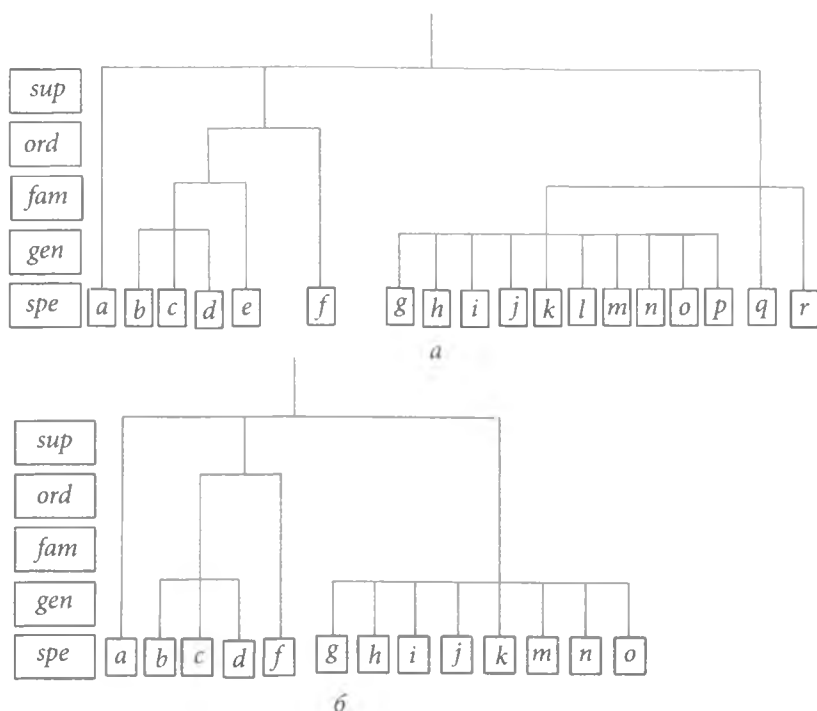 sup
ord
fam
gen
spe a b c d e f g h i j k l m n o p q r
а
sup
ord
fam
gen
spe a b c d f g h i j k m n o
б